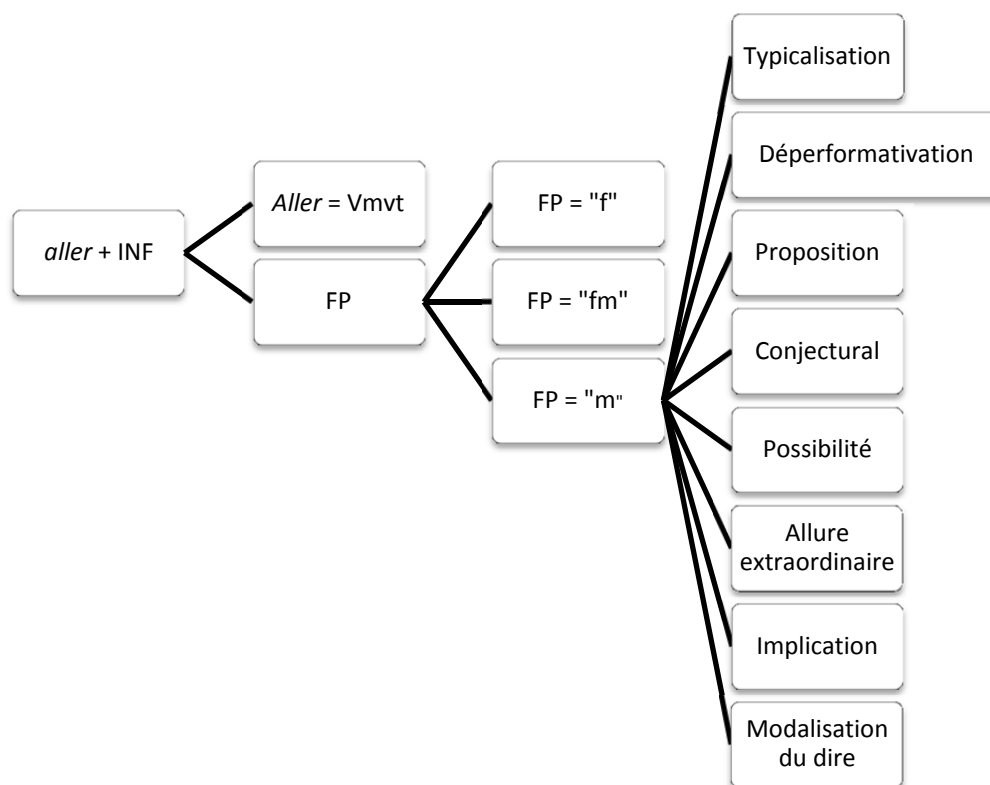 aller + INF
Aller = Vmvt
FP
FP = "f"
FP = "fm"
FP = "m"
Typicalisation
Déperformativation
Proposition
Conjectural
Possibilité
Allure
extraordinaire
Implication
Modalisation
du dire